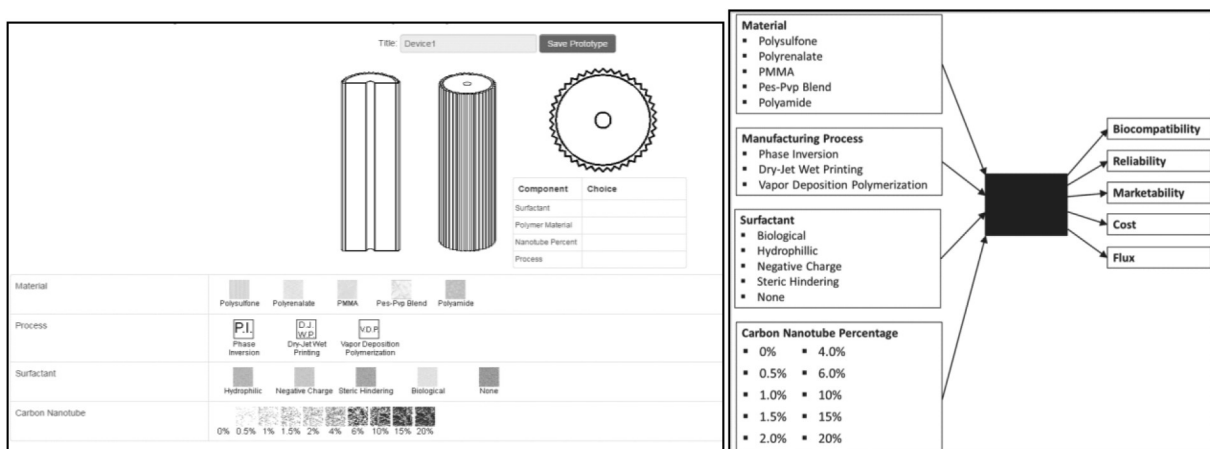 Title: Device1 Save Prototype
Component Choice
Surfactant
Polymer Material
Nanotube Percent
Process
Material
Polysulfone Polyrenalate PMMA Pes-Pvp Blend Polyamide
Process
P.I. D.J. W.P. V.D.P.
Phase Inversion Dry-Jet Wet Printing Vapor Deposition Polymerization
Surfactant
Hydrophilic Negative Charge Steric Hindering Biological None
Carbon Nanotube
0% 0.5% 1% 1.5% 2% 4% 6% 10% 15% 20%
Material
▪ Polysulfone
▪ Polyrenalate
▪ PMMA
▪ Pes-Pvp Blend
▪ Polyamide
Manufacturing Process
▪ Phase Inversion
▪ Dry-Jet Wet Printing
▪ Vapor Deposition Polymerization
Surfactant
▪ Biological
▪ Hydrophillic
▪ Negative Charge
▪ Steric Hindering
▪ None
Carbon Nanotube Percentage
▪ 0% ▪ 4.0%
▪ 0.5% ▪ 6.0%
▪ 1.0% ▪ 10%
▪ 1.5% ▪ 15%
▪ 2.0% ▪ 20%
Biocompatibility
Reliability
Marketability
Cost
Flux